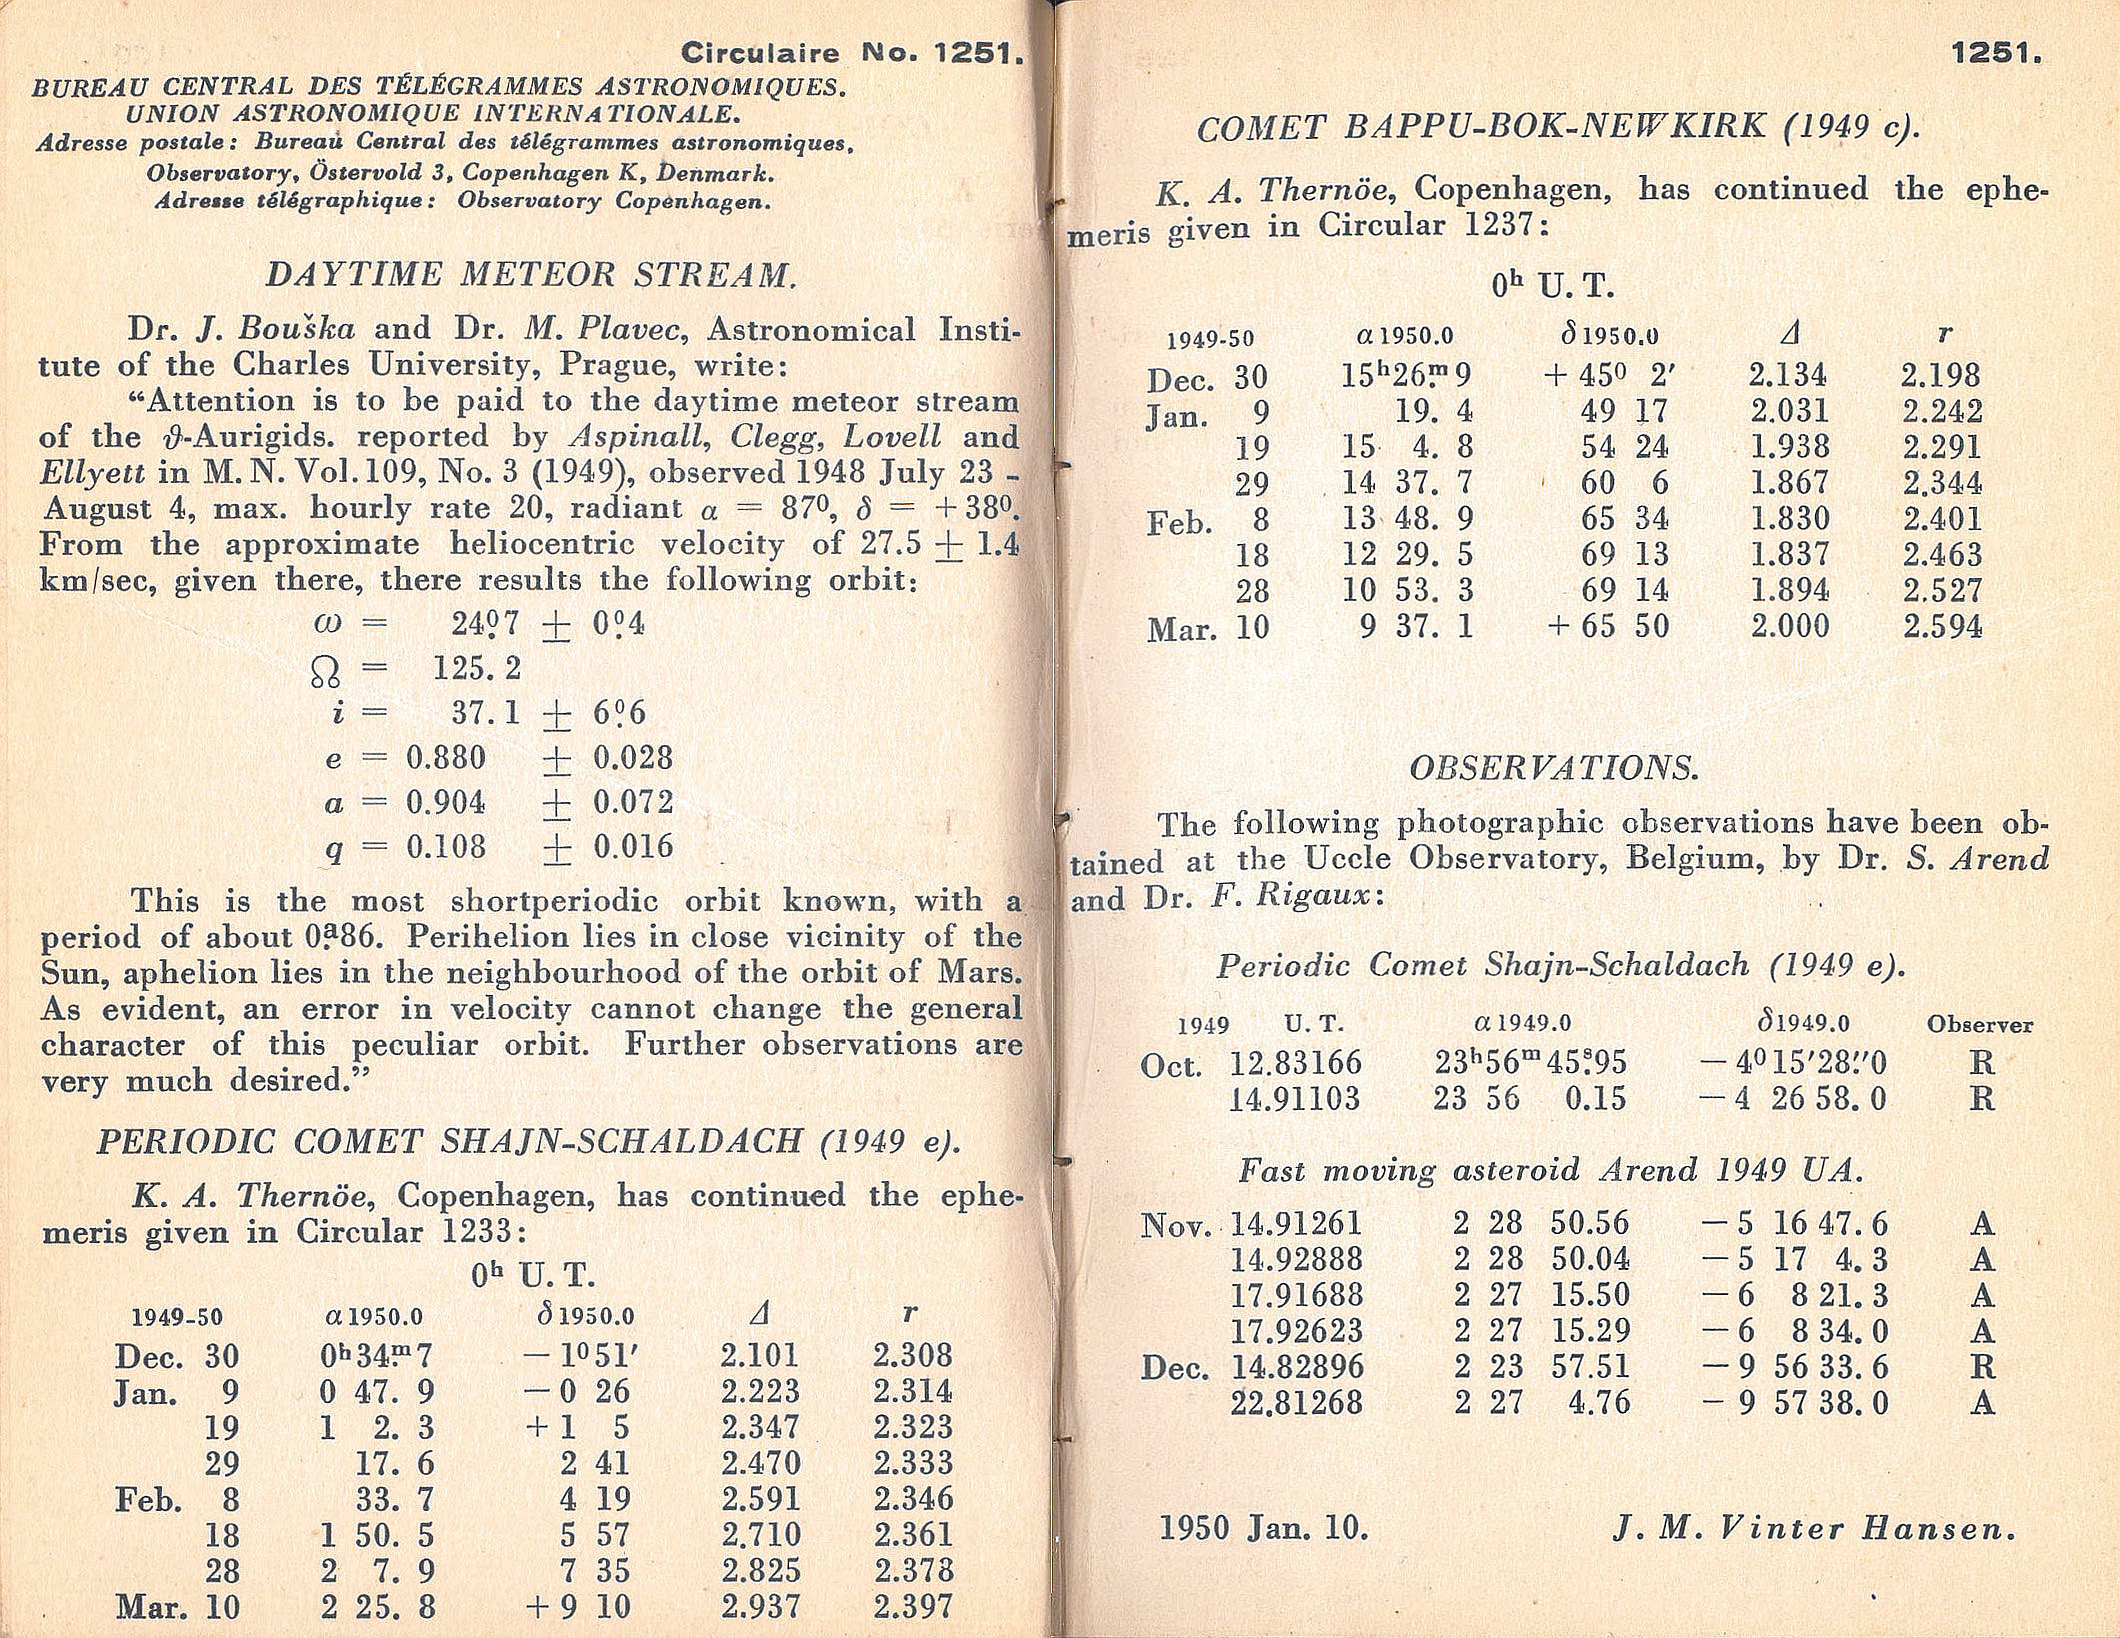 Circulaire No. 1251.
BUREAU CENTRAL DES TÉLÉGRAMMES ASTRONOMIQUES.
UNION ASTRONOMIQUE INTERNATIONALE.
Adresse postale: Bureau Central des télégrammes astronomiques,
Observatory, Östervold 3, Copenhagen K, Denmark.
Adresse télégraphique: Observatory Copenhagen.
DAYTIME METEOR STREAM.
Dr. J. Bouška and Dr. M. Plavec, Astronomical Insti-
tute of the Charles University, Prague, write:
“Attention is to be paid to the daytime meteor stream
of the ϑ-Aurigids. reported by Aspinall, Clegg, Lovell and
Ellyett in M. N. Vol. 109, No. 3 (1949), observed 1948 July 23 -
August 4, max. hourly rate 20, radiant α = 87⁰, δ = +38⁰.
From the approximate heliocentric velocity of 27.5 ± 1.4
km/sec, given there, there results the following orbit:
ω = 24⁰.7 ± 0⁰.4
☊ = 125. 2
i = 37. 1 ± 6⁰.6
e = 0.880 ± 0.028
a = 0.904 ± 0.072
q = 0.108 ± 0.016
This is the most shortperiodic orbit known, with a
period of about 0ᵃ.86. Perihelion lies in close vicinity of the
Sun, aphelion lies in the neighbourhood of the orbit of Mars.
As evident, an error in velocity cannot change the general
character of this peculiar orbit. Further observations are
very much desired.”
PERIODIC COMET SHAJN-SCHALDACH (1949 e).
K. A. Thernöe, Copenhagen, has continued the ephe-
meris given in Circular 1233:
0ʰ U. T.
1949-50 α 1950.0 δ 1950.0 Δ r
Dec. 30 0ʰ34ᵐ.7 — 1⁰51′ 2.101 2.308
Jan. 9 0 47. 9 — 0 26 2.223 2.314
19 1 2. 3 + 1 5 2.347 2.323
29 17. 6 2 41 2.470 2.333
Feb. 8 33. 7 4 19 2.591 2.346
18 1 50. 5 5 57 2.710 2.361
28 2 7. 9 7 35 2.825 2.378
Mar. 10 2 25. 8 + 9 10 2.937 2.397
1251.
COMET BAPPU-BOK-NEWKIRK (1949 c).
K. A. Thernöe, Copenhagen, has continued the ephe-
meris given in Circular 1237:
0ʰ U. T.
1949-50 α 1950.0 δ 1950.0 Δ r
Dec. 30 15ʰ26ᵐ.9 + 45⁰ 2′ 2.134 2.198
Jan. 9 19. 4 49 17 2.031 2.242
19 15 4. 8 54 24 1.938 2.291
29 14 37. 7 60 6 1.867 2.344
Feb. 8 13 48. 9 65 34 1.830 2.401
18 12 29. 5 69 13 1.837 2.463
28 10 53. 3 69 14 1.894 2.527
Mar. 10 9 37. 1 + 65 50 2.000 2.594
OBSERVATIONS.
The following photographic observations have been ob-
tained at the Uccle Observatory, Belgium, by Dr. S. Arend
and Dr. F. Rigaux:
Periodic Comet Shajn-Schaldach (1949 e).
1949 U. T. α 1949.0 δ 1949.0 Observer
Oct. 12.83166 23ʰ56ᵐ45ˢ.95 — 4⁰15′28″.0 R
14.91103 23 56 0.15 — 4 26 58. 0 R
Fast moving asteroid Arend 1949 UA.
Nov. 14.91261 2 28 50.56 — 5 16 47. 6 A
14.92888 2 28 50.04 — 5 17 4. 3 A
17.91688 2 27 15.50 — 6 8 21. 3 A
17.92623 2 27 15.29 — 6 8 34. 0 A
Dec. 14.82896 2 23 57.51 — 9 56 33. 6 R
22.81268 2 27 4.76 — 9 57 38. 0 A
1950 Jan. 10. J. M. Vinter Hansen.